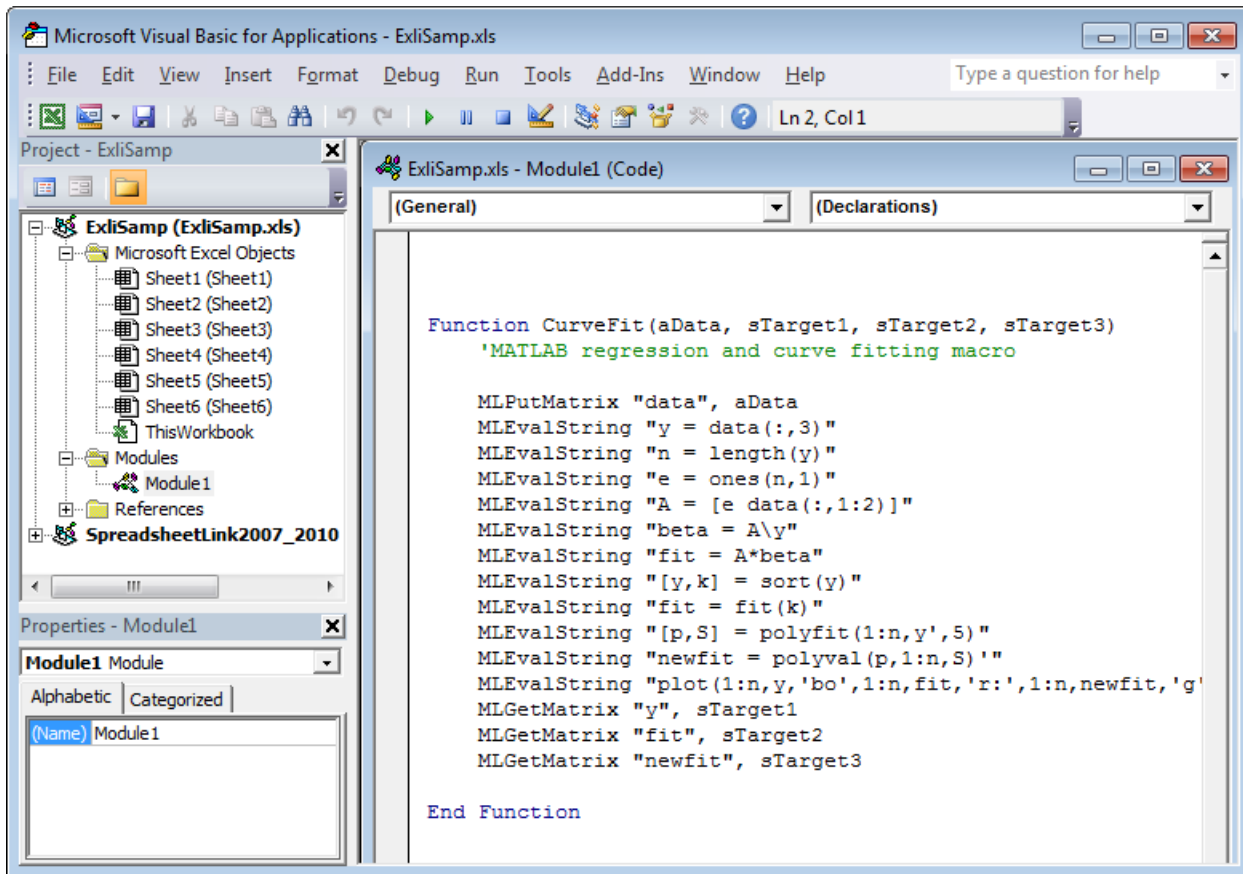 Microsoft Visual Basic for Applications - ExliSamp.xls
File Edit View Insert Format Debug Run Tools Add-Ins Window Help Type a question for help
Ln 2, Col 1
Project - ExliSamp
ExliSamp (ExliSamp.xls)
Microsoft Excel Objects
Sheet1 (Sheet1)
Sheet2 (Sheet2)
Sheet3 (Sheet3)
Sheet4 (Sheet4)
Sheet5 (Sheet5)
Sheet6 (Sheet6)
ThisWorkbook
Modules
Module1
References
SpreadsheetLink2007_2010
Properties - Module1
Module1 Module
Alphabetic Categorized
(Name) Module1
ExliSamp.xls - Module1 (Code)
(General) (Declarations)
Function CurveFit(aData, sTarget1, sTarget2, sTarget3)
'MATLAB regression and curve fitting macro
MLPutMatrix "data", aData
MLEvalString "y = data(:,3)"
MLEvalString "n = length(y)"
MLEvalString "e = ones(n,1)"
MLEvalString "A = [e data(:,1:2)]"
MLEvalString "beta = A\y"
MLEvalString "fit = A*beta"
MLEvalString "[y,k] = sort(y)"
MLEvalString "fit = fit(k)"
MLEvalString "[p,S] = polyfit(1:n,y',5)"
MLEvalString "newfit = polyval(p,1:n,S)'"
MLEvalString "plot(1:n,y,'bo',1:n,fit,'r:',1:n,newfit,'g'
MLGetMatrix "y", sTarget1
MLGetMatrix "fit", sTarget2
MLGetMatrix "newfit", sTarget3
End Function